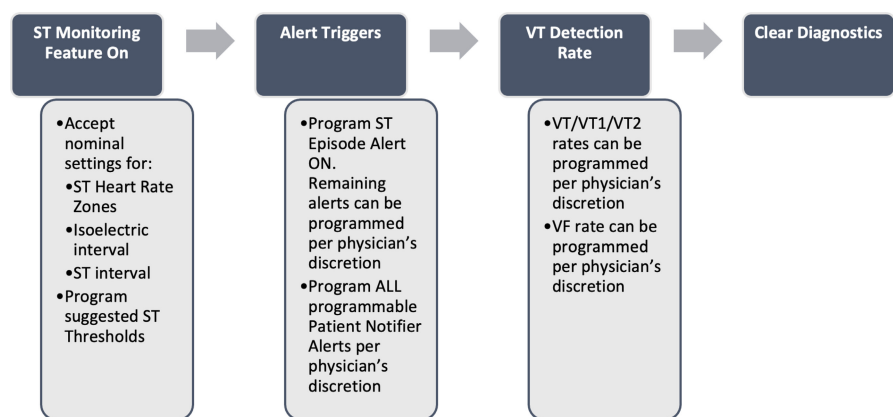 ST Monitoring
Feature On
•Accept
nominal
settings for:
•ST Heart Rate
Zones
•Isoelectric
interval
•ST interval
•Program
suggested ST
Thresholds
Alert Triggers
•Program ST
Episode Alert
ON.
Remaining
alerts can be
programmed
per physician’s
discretion
•Program ALL
programmable
Patient Notifier
Alerts per
physician’s
discretion
VT Detection
Rate
•VT/VT1/VT2
rates can be
programmed
per physician’s
discretion
•VF rate can be
programmed
per physician’s
discretion
Clear Diagnostics